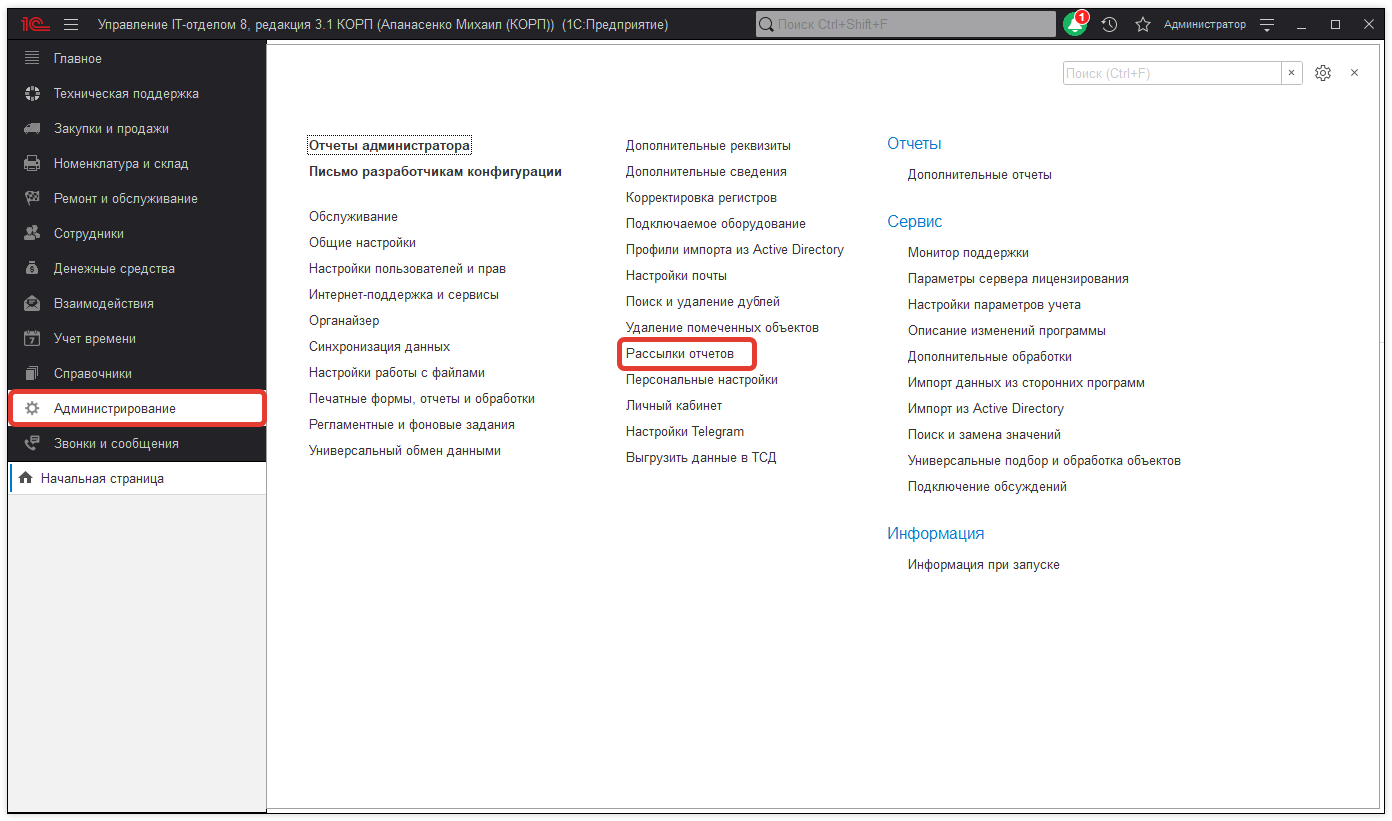 1С Управление IT-отделом 8, редакция 3.1 КОРП (Апанасенко Михаил (КОРП)) (1С:Предприятие) Поиск Ctrl+Shift+F 1 Администратор
Главное
Техническая поддержка
Закупки и продажи
Номенклатура и склад
Ремонт и обслуживание
Сотрудники
Денежные средства
Взаимодействия
7 Учет времени
Справочники
Администрирование
Звонки и сообщения
Начальная страница
Поиск (Ctrl+F)
Отчеты администратора
Письмо разработчикам конфигурации
Обслуживание
Общие настройки
Настройки пользователей и прав
Интернет-поддержка и сервисы
Органайзер
Синхронизация данных
Настройки работы с файлами
Печатные формы, отчеты и обработки
Регламентные и фоновые задания
Универсальный обмен данными
Дополнительные реквизиты
Дополнительные сведения
Корректировка регистров
Подключаемое оборудование
Профили импорта из Active Directory
Настройки почты
Поиск и удаление дублей
Удаление помеченных объектов
Рассылки отчетов
Персональные настройки
Личный кабинет
Настройки Telegram
Выгрузить данные в ТСД
Отчеты
Дополнительные отчеты
Сервис
Монитор поддержки
Параметры сервера лицензирования
Настройки параметров учета
Описание изменений программы
Дополнительные обработки
Импорт данных из сторонних программ
Импорт из Active Directory
Поиск и замена значений
Универсальные подбор и обработка объектов
Подключение обсуждений
Информация
Информация при запуске